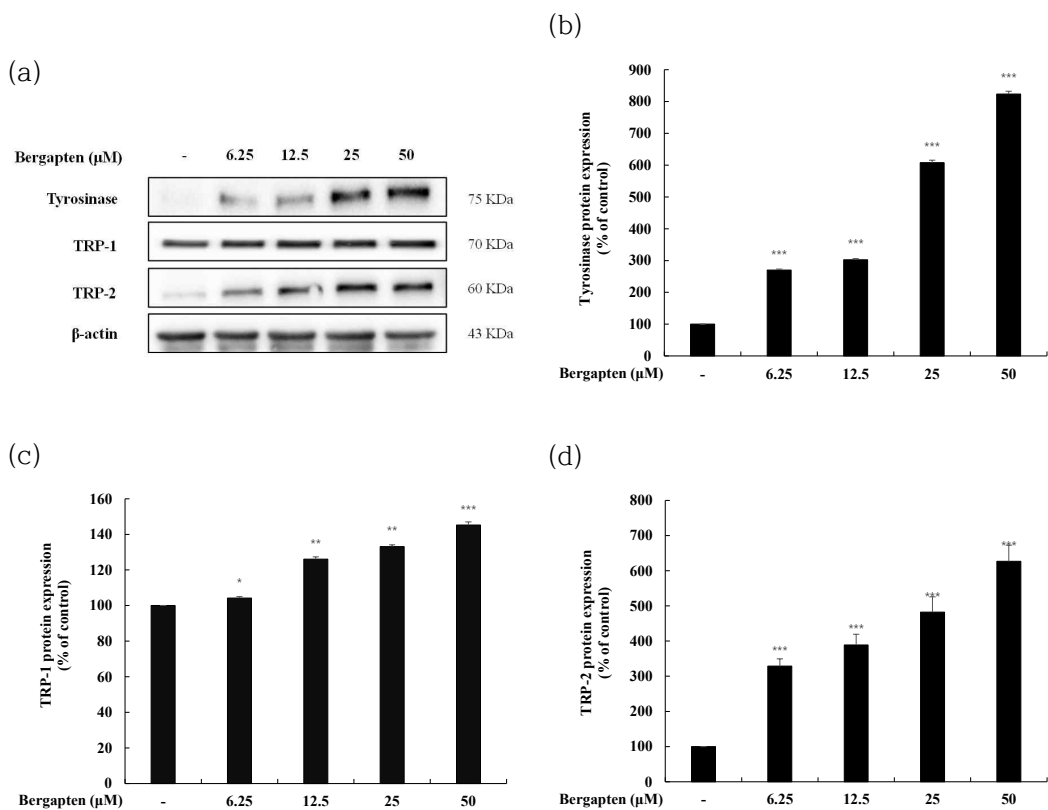 (a)
Bergapten (μM) - 6.25 12.5 25 50
Tyrosinase 75 KDa
TRP-1 70 KDa
TRP-2 60 KDa
β-actin 43 KDa
(b)
Tyrosinase protein expression
(% of control)
900
800
700
600
500
400
300
200
100
0
***
***
***
***
Bergapten (μM) - 6.25 12.5 25 50
(c)
TRP-1 protein expression
(% of control)
160
140
120
100
80
60
40
20
0
*
**
**
***
Bergapten (μM) - 6.25 12.5 25 50
(d)
TRP-2 protein expression
(% of control)
800
700
600
500
400
300
200
100
0
***
***
***
***
Bergapten (μM) - 6.25 12.5 25 50